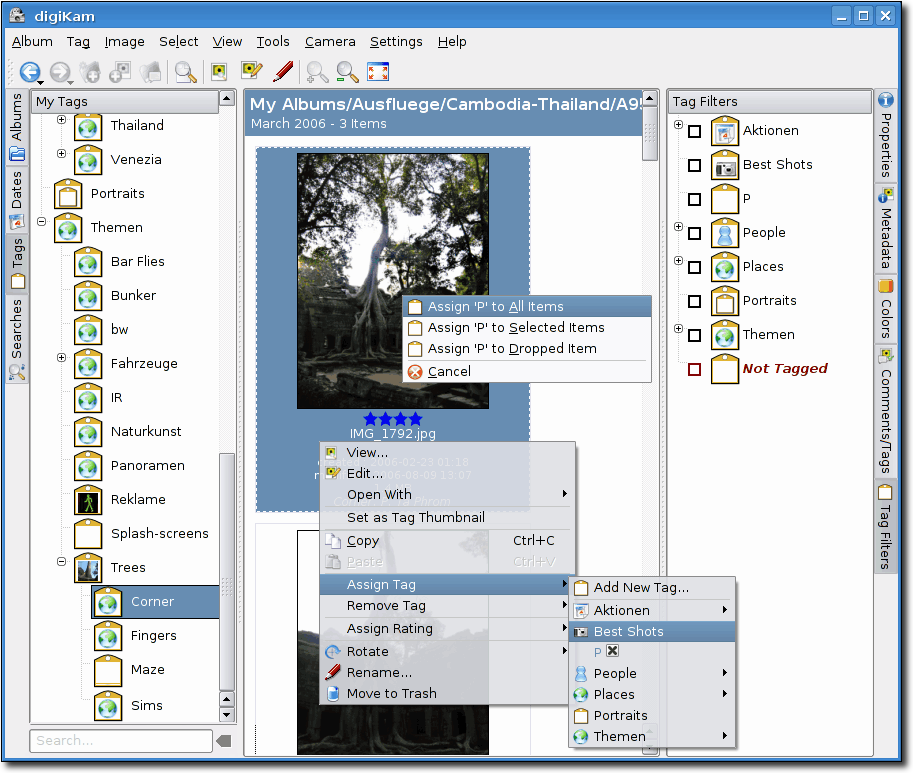 digiKam
Album Tag Image Select View Tools Camera Settings Help
Albums
Dates
Tags
Searches
My Tags
Thailand
Venezia
Portraits
Themen
Bar Flies
Bunker
bw
Fahrzeuge
IR
Naturkunst
Panoramen
Reklame
Splash-screens
Trees
Corner
Fingers
Maze
Sims
Search...
My Albums/Ausfluege/Cambodia-Thailand/A95
March 2006 - 3 Items
Assign 'P' to All Items
Assign 'P' to Selected Items
Assign 'P' to Dropped Item
Cancel
IMG_1792.jpg
View...
Edit...
Open With
Set as Tag Thumbnail
Copy Ctrl+C
Paste Ctrl+V
Assign Tag
Remove Tag
Assign Rating
Rotate
Rename...
Move to Trash
Add New Tag...
Aktionen
Best Shots
P
People
Places
Portraits
Themen
Tag Filters
Aktionen
Best Shots
P
People
Places
Portraits
Themen
Not Tagged
Properties
Metadata
Colors
Comments/Tags
Tag Filters